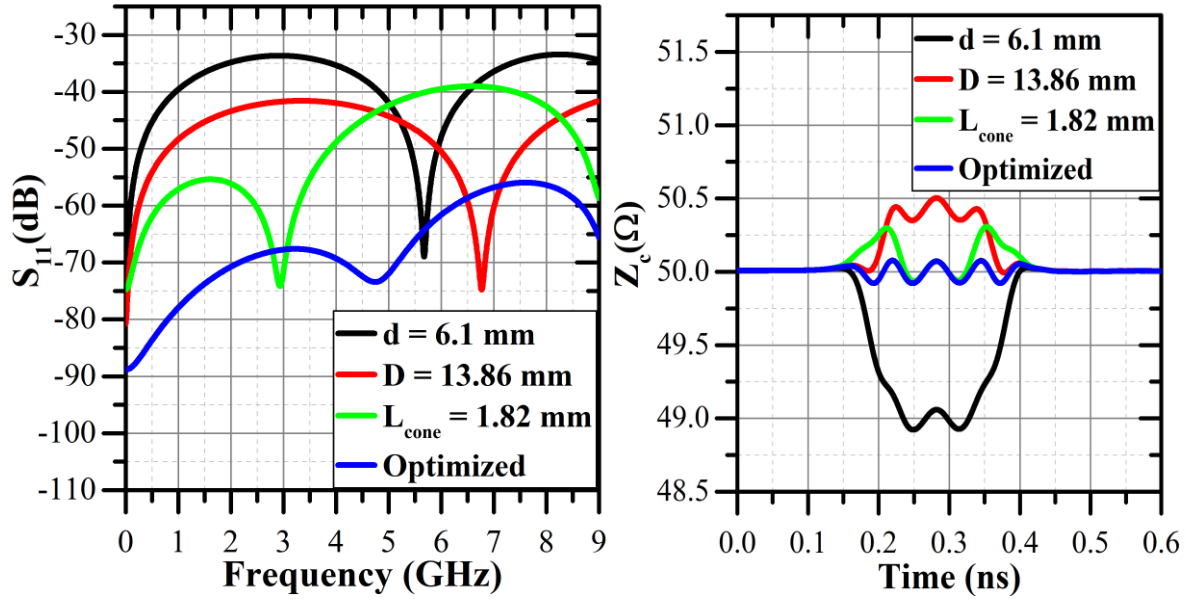 -30
-40
-50
-60
-70
-80
-90
-100
-110
S₁₁(dB)
d = 6.1 mm
D = 13.86 mm
L_cone = 1.82 mm
Optimized
0 1 2 3 4 5 6 7 8 9
Frequency (GHz)
51.5
51.0
50.5
50.0
49.5
49.0
48.5
Z_c(Ω)
d = 6.1 mm
D = 13.86 mm
L_cone = 1.82 mm
Optimized
0.0 0.1 0.2 0.3 0.4 0.5 0.6
Time (ns)